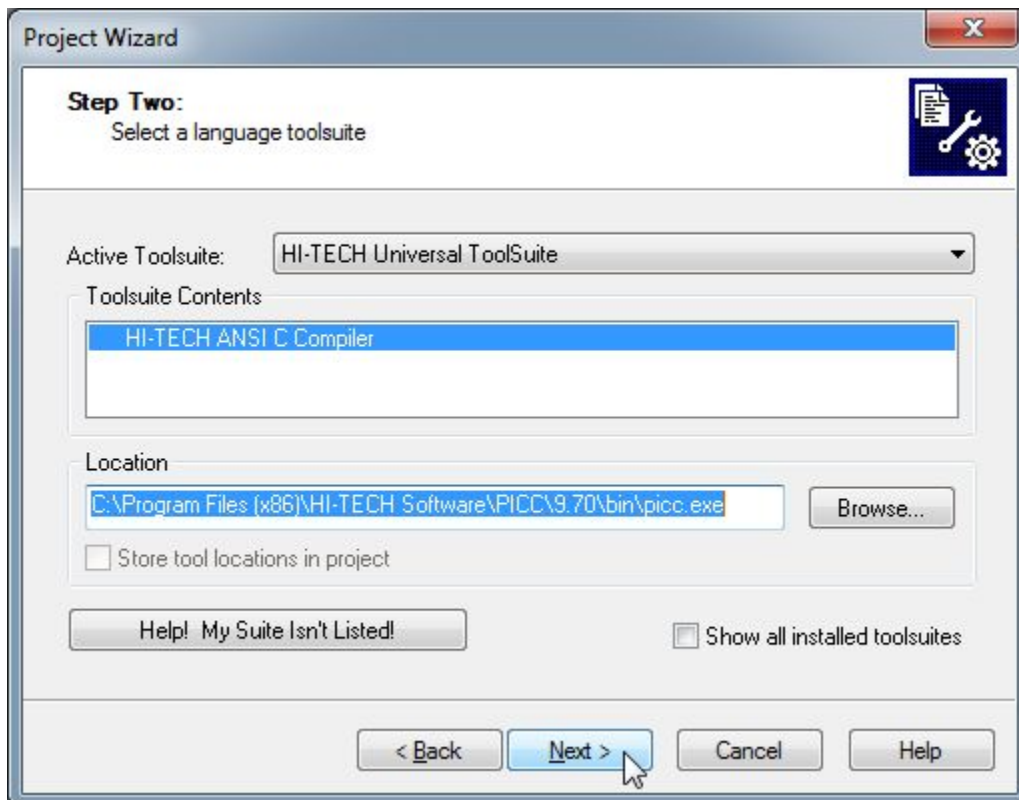 Project Wizard
Step Two:
Select a language toolsuite
Active Toolsuite: HI-TECH Universal ToolSuite
Toolsuite Contents
HI-TECH ANSI C Compiler
Location
C:\Program Files (x86)\HI-TECH Software\PICC\9.70\bin\picc.exe Browse...
Store tool locations in project
Help! My Suite Isn't Listed! Show all installed toolsuites
< Back Next > Cancel Help